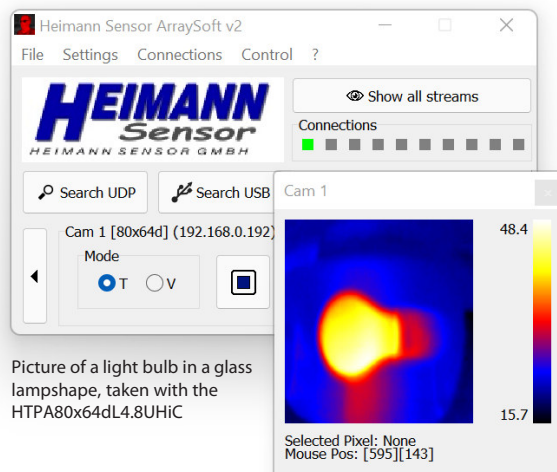 Heimann Sensor ArraySoft v2
File Settings Connections Control ?
HEIMANN
Sensor
HEIMANN SENSOR GMBH
Show all streams
Connections
Search UDP
Search USB
Cam 1 [80x64d] (192.168.0.192)
Mode
T V
Cam 1
48.4
15.7
Selected Pixel: None
Mouse Pos: [595][143]
Picture of a light bulb in a glass
lampshape, taken with the
HTPA80x64dL4.8UHiC